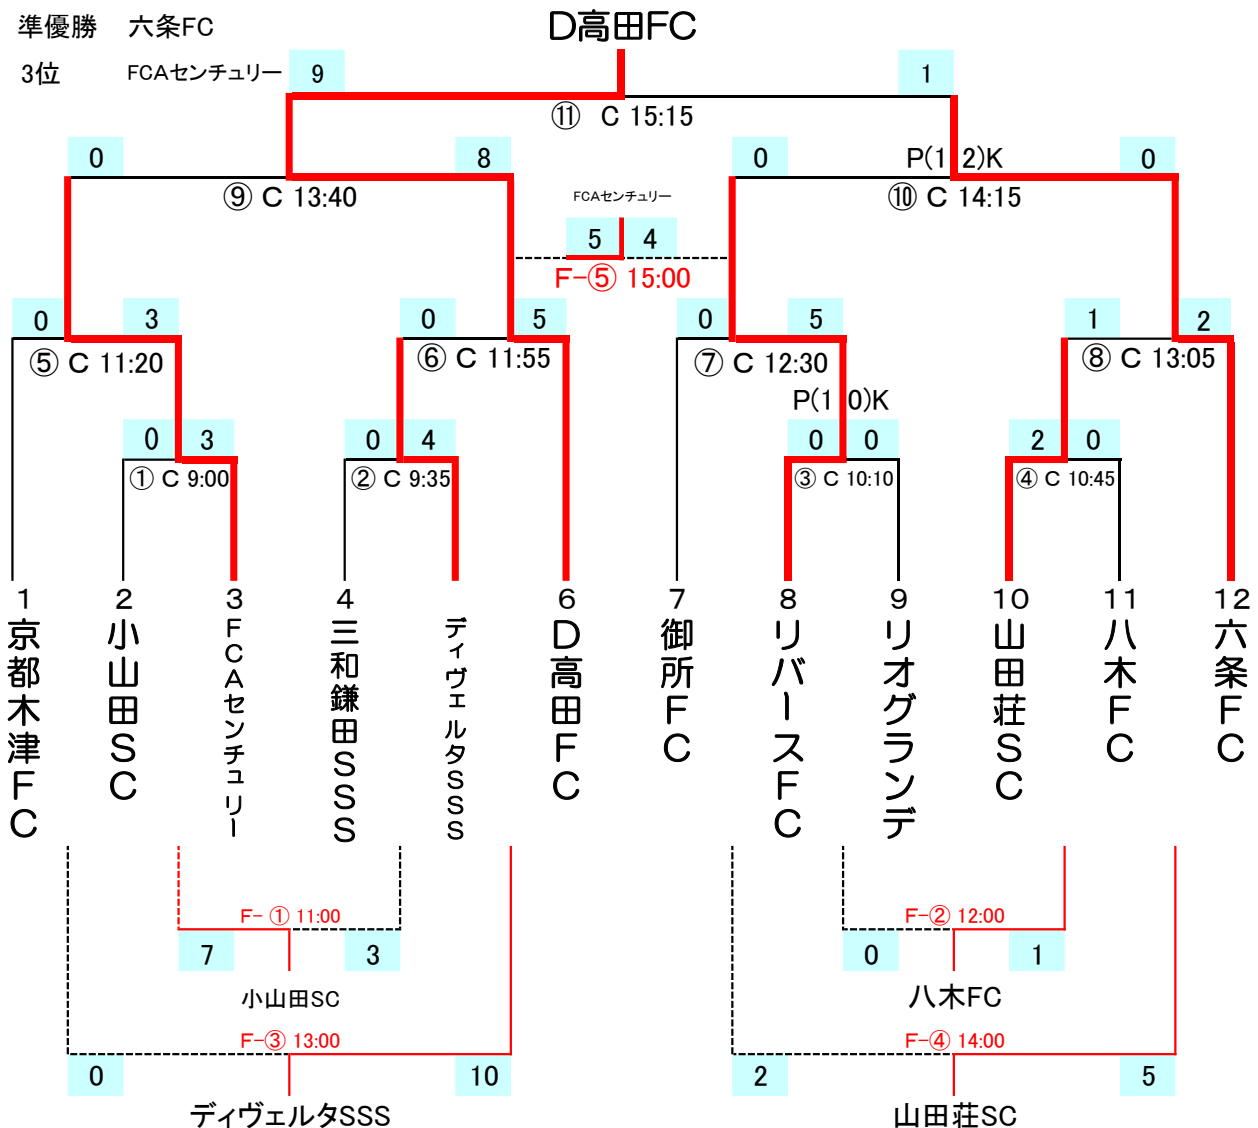 準優勝 六条FC
D高田FC
3位 FCAセンチュリー
9 1
⑪ C 15:15
0 8 0 P(1 2)K 0
⑨ C 13:40
⑩ C 14:15
FCAセンチュリー
5 4
F-⑤ 15:00
0 3 0 5 0 5 1 2
⑤ C 11:20
⑥ C 11:55
⑦ C 12:30
⑧ C 13:05
P(1 0)K
0 3 0 4 0 0 2 0
① C 9:00
② C 9:35
③ C 10:10
④ C 10:45
1 2 3 4 6 7 8 9 10 11 12
京都木津FC
小山田SC
FCAセンチュリー
三和鎌田SSS
ディヴェルタSSS
D高田FC
御所FC
リバースFC
リオグランデ
山田荘SC
八木FC
六条FC
F- ① 11:00
F-② 12:00
7 3 0 1
小山田SC
八木FC
F-③ 13:00
F-④ 14:00
0 10 2 5
ディヴェルタSSS
山田荘SC